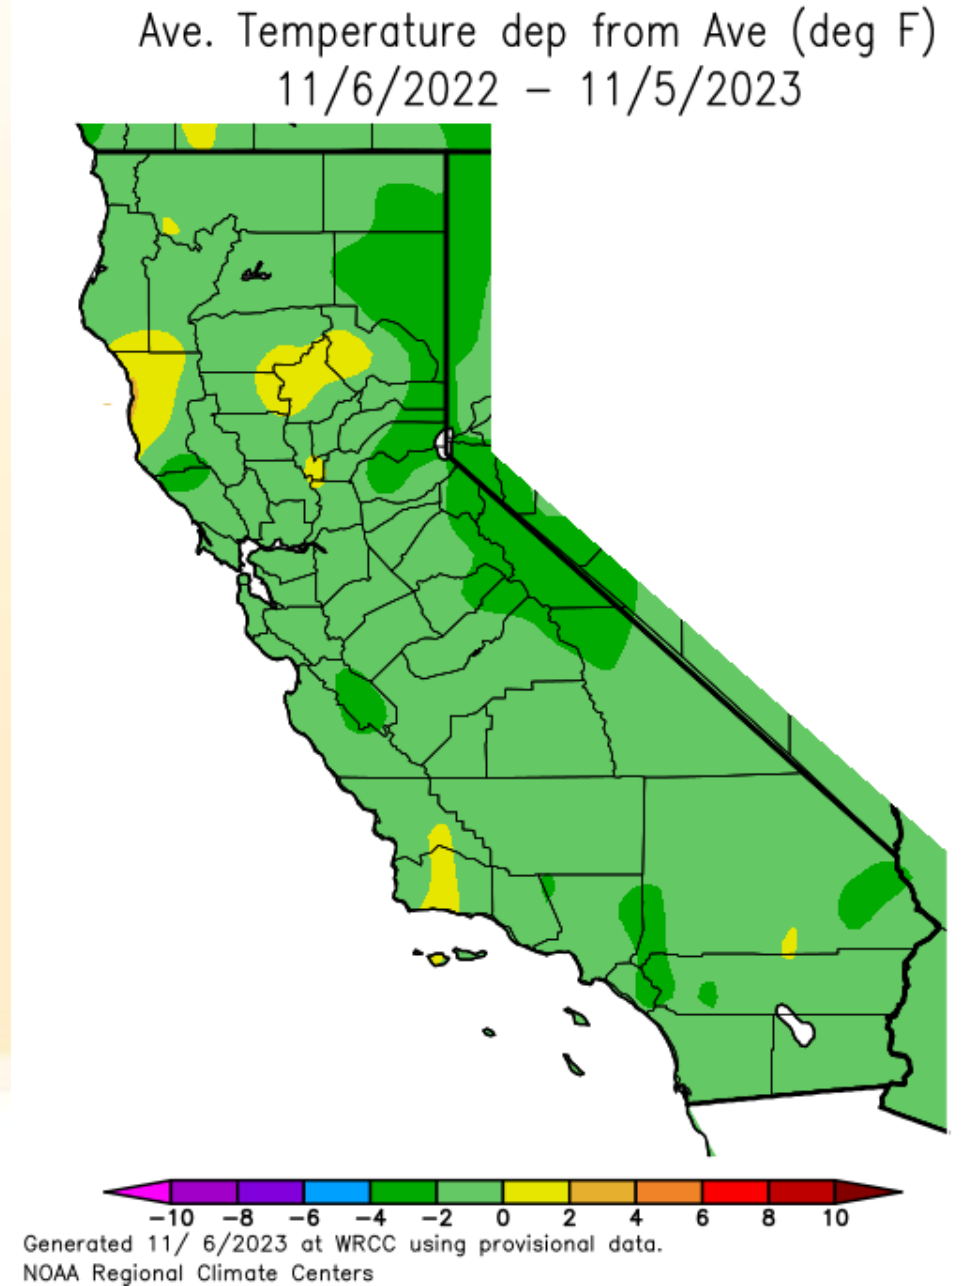 Ave. Temperature dep from Ave (deg F)
11/6/2022 – 11/5/2023
−10 −8 −6 −4 −2 0 2 4 6 8 10
Generated 11/ 6/2023 at WRCC using provisional data.
NOAA Regional Climate Centers